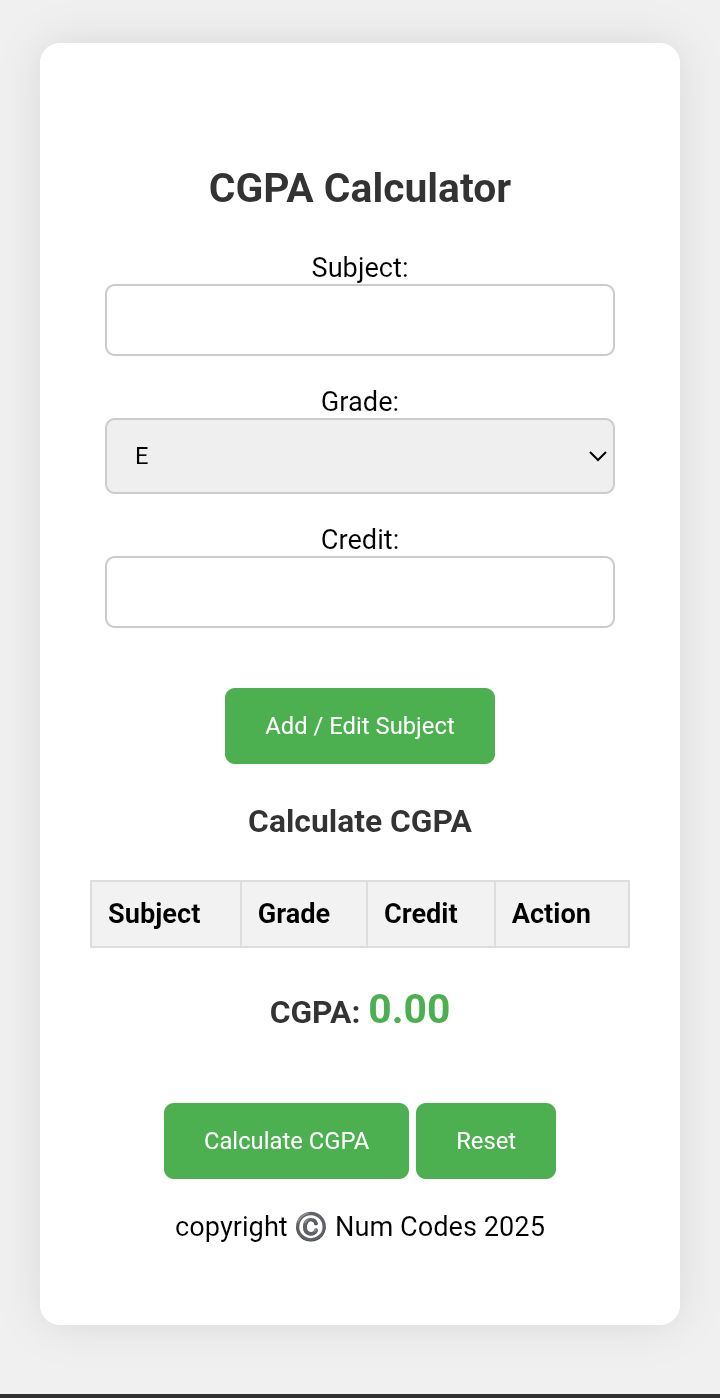 CGPA Calculator
Subject:
Grade:
E
Credit:
Add / Edit Subject
Calculate CGPA
Subject Grade Credit Action
CGPA: 0.00
Calculate CGPA Reset
copyright ©️ Num Codes 2025